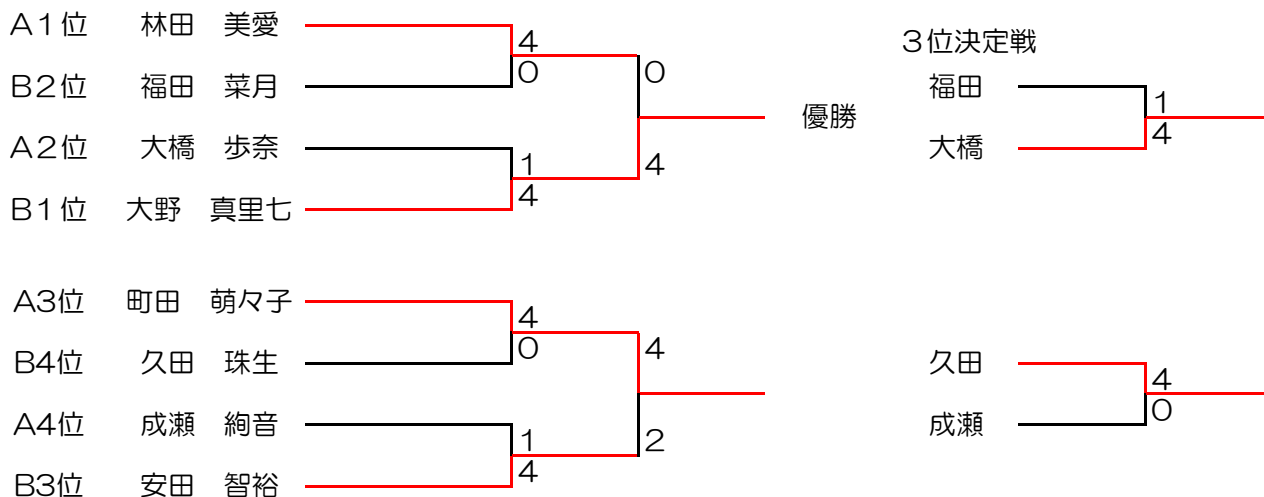 A1位 林田 美愛
4
0
B2位 福田 菜月
0
優勝
A2位 大橋 歩奈
1
4
4
B1位 大野 真里七
3位決定戦
福田
1
4
大橋
A3位 町田 萌々子
4
0
B4位 久田 珠生
4
2
A4位 成瀬 絢音
1
4
B3位 安田 智裕
久田
4
0
成瀬